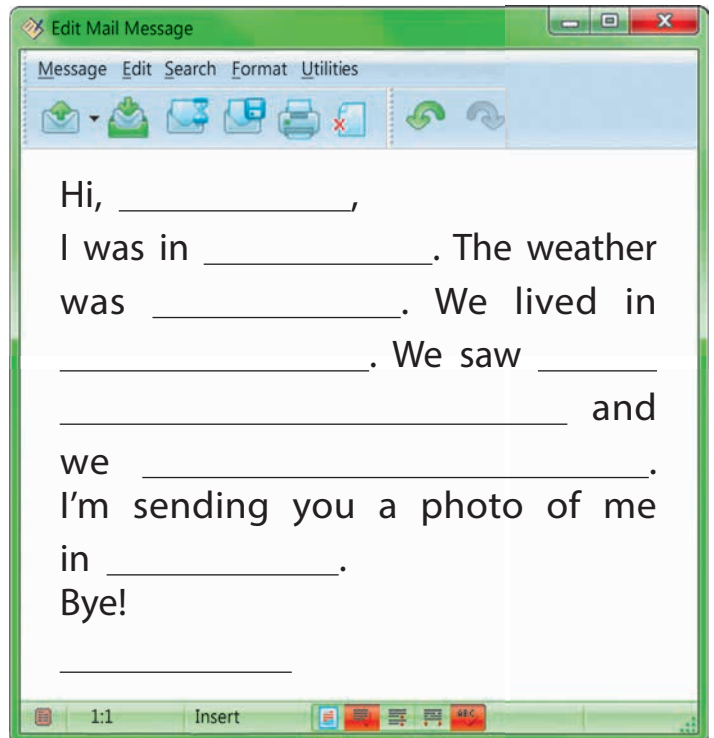 Edit Mail Message
Message Edit Search Format Utilities
Hi, ____________,
I was in ____________. The weather
was _____________. We lived in
________________. We saw ______
__________________________ and
we __________________________.
I'm sending you a photo of me
in ____________.
Bye!
____________
1:1 Insert ABC